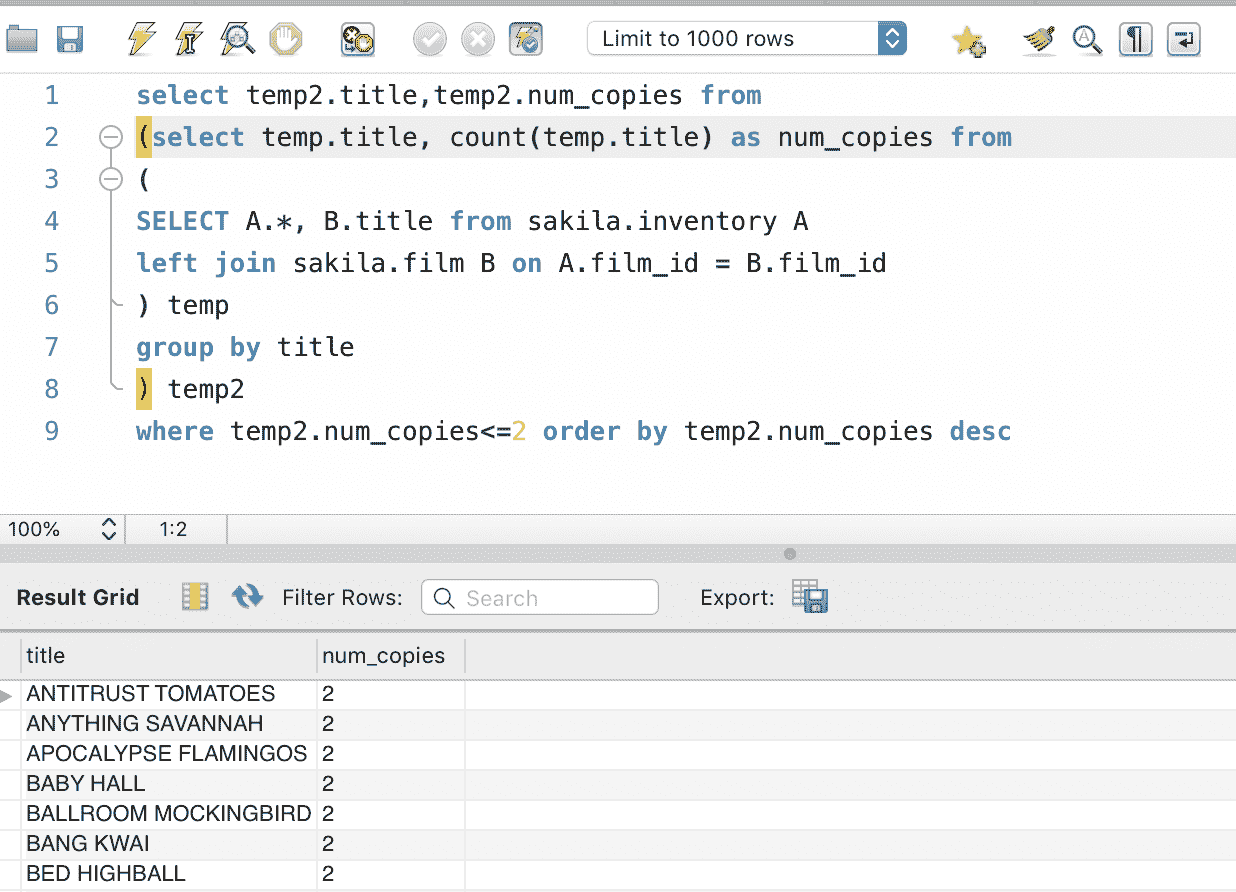 Limit to 1000 rows
1 select temp2.title,temp2.num_copies from
2 (select temp.title, count(temp.title) as num_copies from
3 (
4 SELECT A.*, B.title from sakila.inventory A
5 left join sakila.film B on A.film_id = B.film_id
6 ) temp
7 group by title
8 ) temp2
9 where temp2.num_copies<=2 order by temp2.num_copies desc
100% 1:2
Result Grid Filter Rows: Search Export:
title num_copies
ANTITRUST TOMATOES 2
ANYTHING SAVANNAH 2
APOCALYPSE FLAMINGOS 2
BABY HALL 2
BALLROOM MOCKINGBIRD 2
BANG KWAI 2
BED HIGHBALL 2